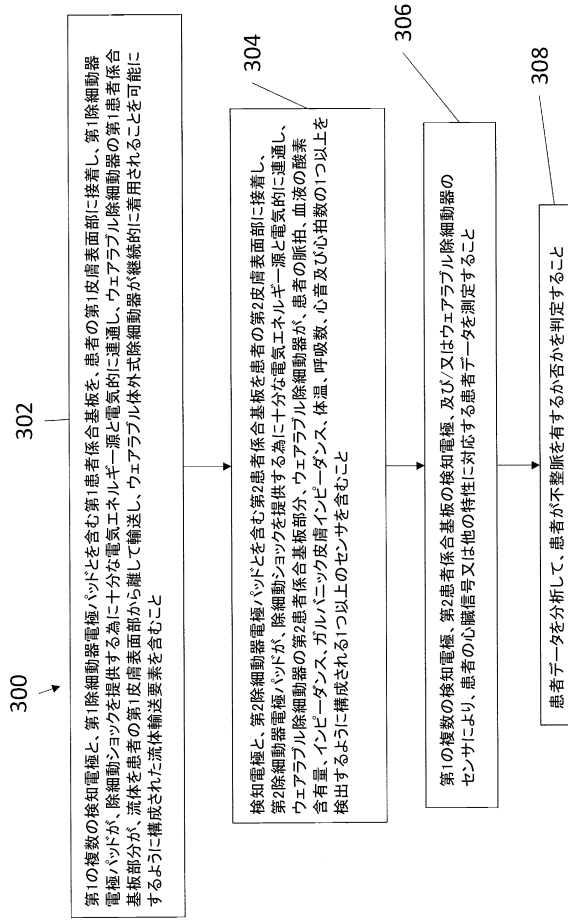 300
302
第1の複数の検知電極と、第1除細動器電極パッドとを含む第1患者係合基板を、患者の第1皮膚表面部に接着し、第1除細動器
電極パッドが、除細動ショックを提供する為に十分な電気エネルギー源と電気的に連通し、ウェアラブル除細動器の第1患者係合
基板部分が、流体を患者の第1皮膚表面部から離して輸送し、ウェアラブル体外式除細動器が継続的に着用されることを可能に
するように構成された流体輸送要素を含むこと
304
検知電極と、第2除細動器電極パッドとを含む第2患者係合基板を患者の第2皮膚表面部に接着し、
第2除細動器電極パッドが、除細動ショックを提供する為に十分な電気エネルギー源と電気的に連通し、
ウェアラブル除細動器の第2患者係合基板部分、ウェアラブル除細動器が、患者の脈拍、血液の酸素
含有量、インピーダンス、ガルバニック皮膚インピーダンス、体温、呼吸数、心音及び心拍数の1つ以上を
検出するように構成される1つ以上のセンサを含むこと
306
第1の複数の検知電極、第2患者係合基板の検知電極、及び/又はウェアラブル除細動器の
センサにより、患者の心臓信号又は他の特性に対応する患者データを測定すること
308
患者データを分析して、患者が不整脈を有するか否かを判定すること